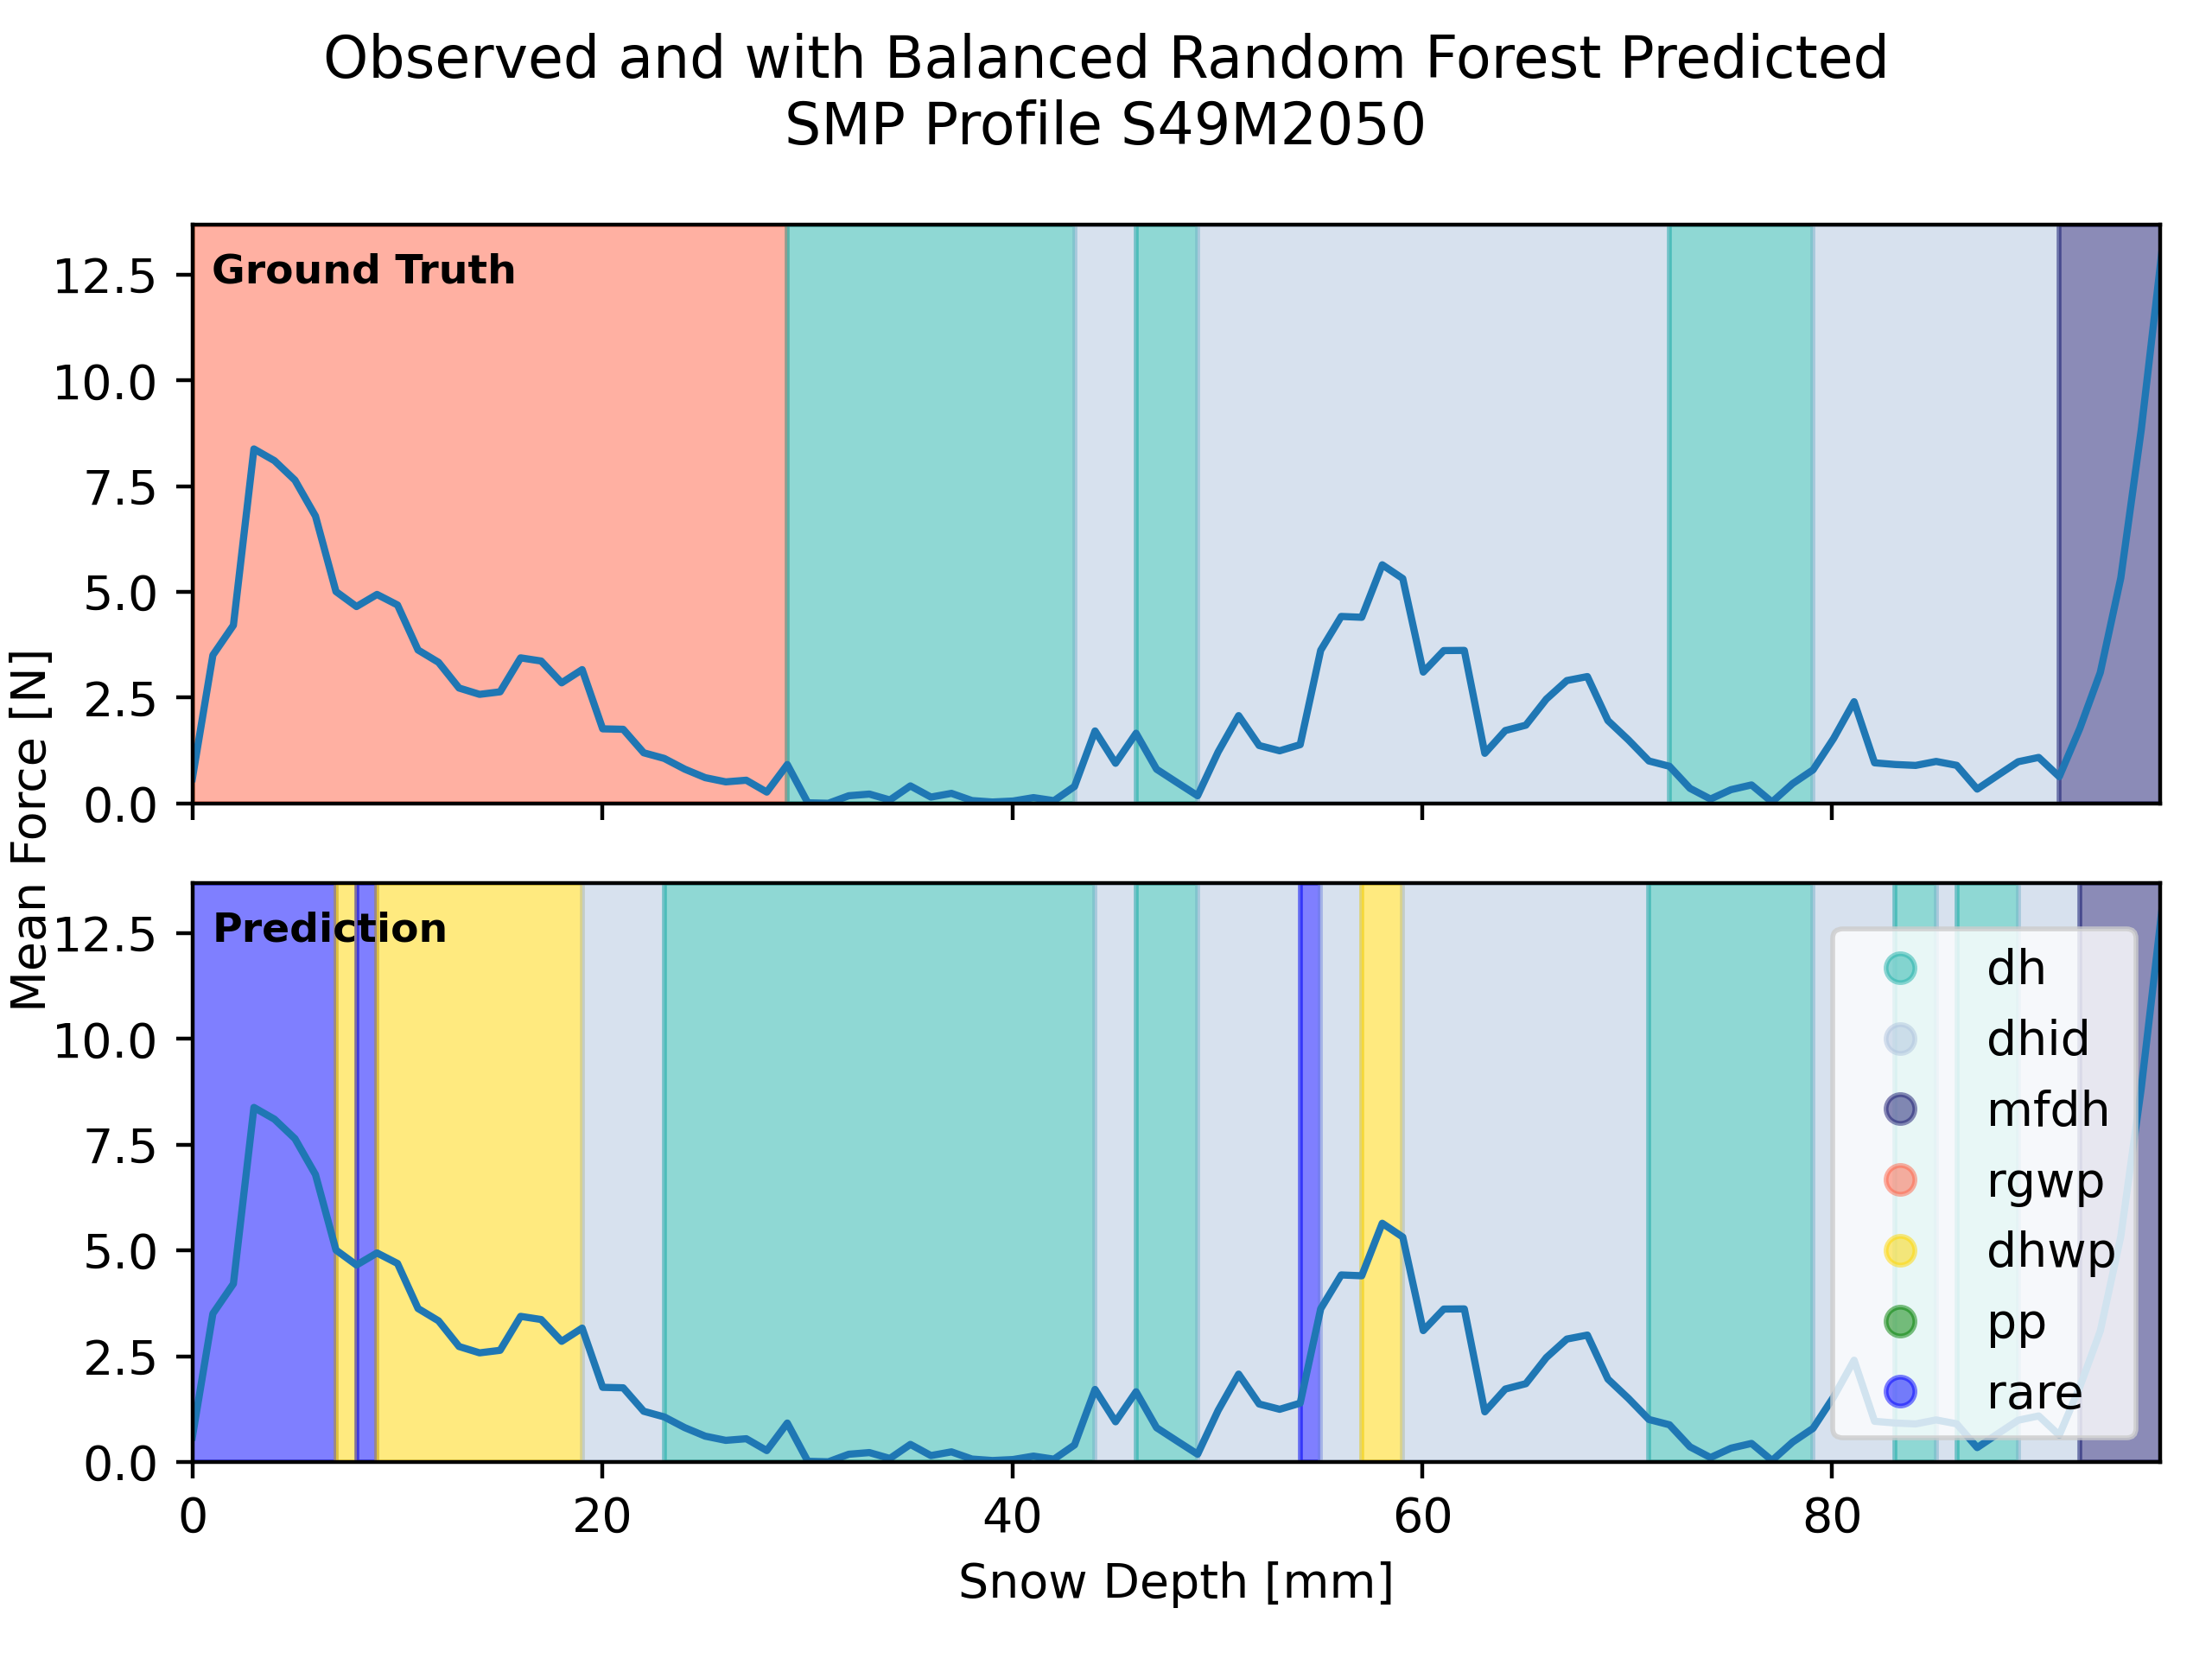 Observed and with Balanced Random Forest Predicted
SMP Profile S49M2050
Mean Force [N]
Ground Truth
12.5
10.0
7.5
5.0
2.5
0.0
Prediction
12.5
10.0
7.5
5.0
2.5
0.0
dh
dhid
mfdh
rgwp
dhwp
pp
rare
0 20 40 60 80
Snow Depth [mm]